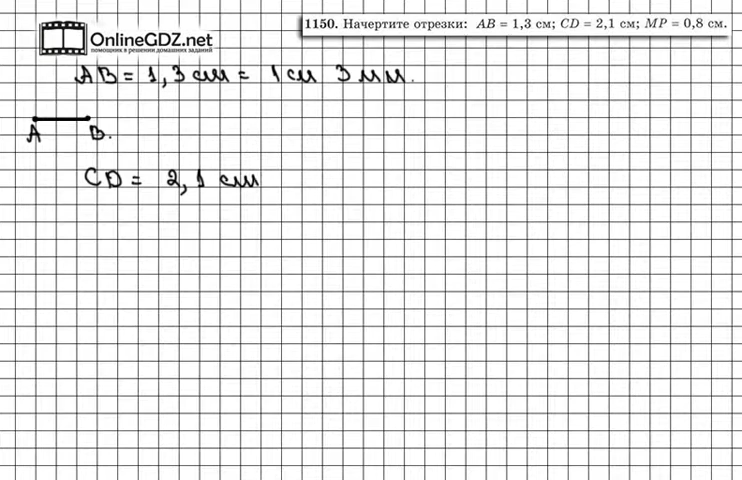 1150. Начертите отрезки: AB = 1,3 см; CD = 2,1 см; MP = 0,8 см.
OnlineGDZ.net
помощник в решении домашних заданий
AB = 1,3 см = 1 см 3 мм.
A B.
CD = 2,1 см